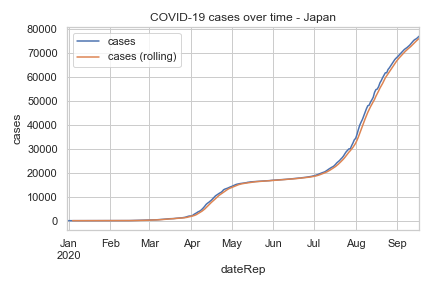 COVID-19 cases over time - Japan
cases
cases (rolling)
80000
70000
60000
50000
40000
30000
20000
10000
0
cases
Jan Feb Mar Apr May Jun Jul Aug Sep
2020
dateRep